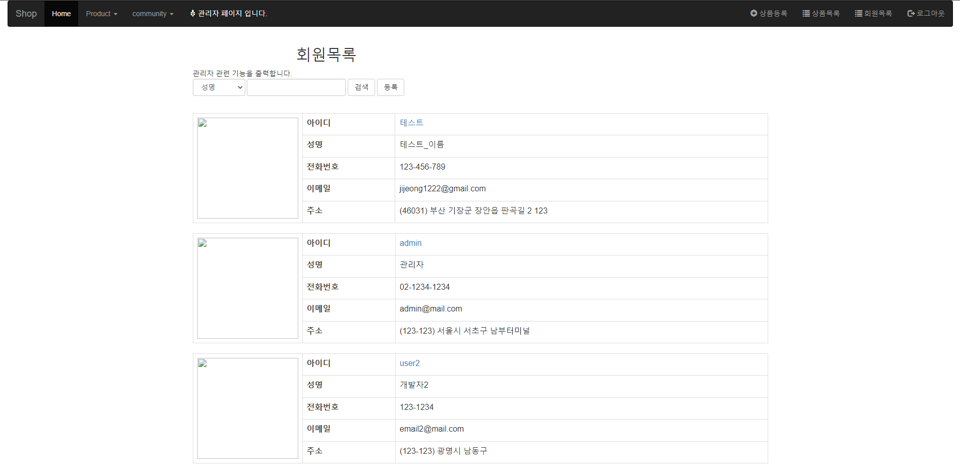 Shop Home Product community 관리자 페이지 입니다. 상품등록 상품목록 회원목록 로그아웃
회원목록
관리자 관련 기능을 출력합니다.
성명 검색 등록
아이디 테스트
성명 테스트_이름
전화번호 123-456-789
이메일 jijeong1222@gmail.com
주소 (46031) 부산 기장군 장안읍 판곡길 2 123
아이디 admin
성명 관리자
전화번호 02-1234-1234
이메일 admin@mail.com
주소 (123-123) 서울시 서초구 남부터미널
아이디 user2
성명 개발자2
전화번호 123-1234
이메일 email2@mail.com
주소 (123-123) 광명시 남동구